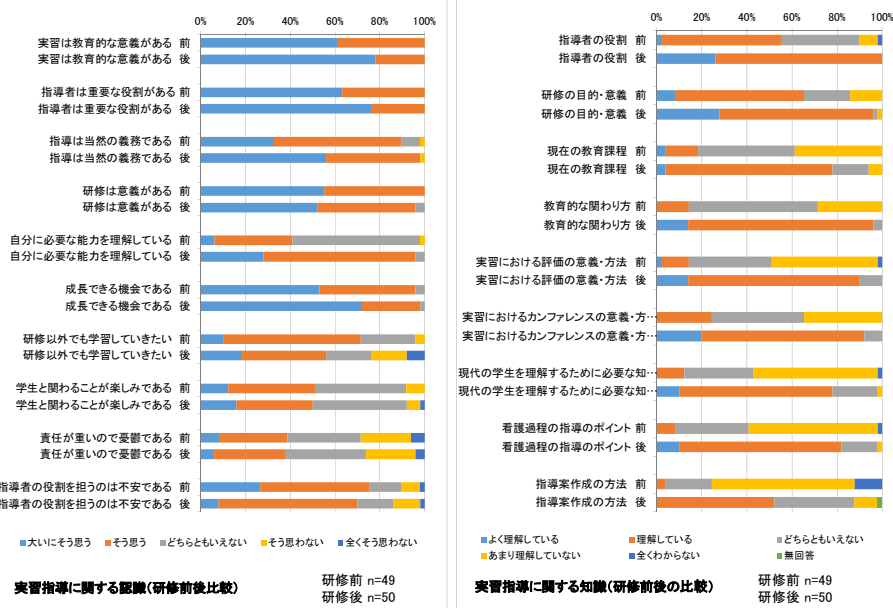 0% 20% 40% 60% 80% 100%
実習は教育的な意義がある 前
実習は教育的な意義がある 後
指導者は重要な役割がある 前
指導者は重要な役割がある 後
指導は当然の義務である 前
指導は当然の義務である 後
研修は意義がある 前
研修は意義がある 後
自分に必要な能力を理解している 前
自分に必要な能力を理解している 後
成長できる機会である 前
成長できる機会である 後
研修以外でも学習していきたい 前
研修以外でも学習していきたい 後
学生と関わることが楽しみである 前
学生と関わることが楽しみである 後
責任が重いので憂鬱である 前
責任が重いので憂鬱である 後
指導者の役割を担うのは不安である 前
指導者の役割を担うのは不安である 後
大いにそう思う そう思う どちらともいえない そう思わない 全くそう思わない
実習指導に関する認識(研修前後比較)
研修前 n=49
研修後 n=50
0% 20% 40% 60% 80% 100%
指導者の役割 前
指導者の役割 後
研修の目的・意義 前
研修の目的・意義 後
現在の教育課程 前
現在の教育課程 後
教育的な関わり方 前
教育的な関わり方 後
実習における評価の意義・方法 前
実習における評価の意義・方法 後
実習におけるカンファレンスの意義・方…
実習におけるカンファレンスの意義・方…
現代の学生を理解するために必要な知…
現代の学生を理解するために必要な知…
看護過程の指導のポイント 前
看護過程の指導のポイント 後
指導案作成の方法 前
指導案作成の方法 後
よく理解している 理解している どちらともいえない
あまり理解していない 全くわからない 無回答
実習指導に関する知識(研修前後の比較)
研修前 n=49
研修後 n=50